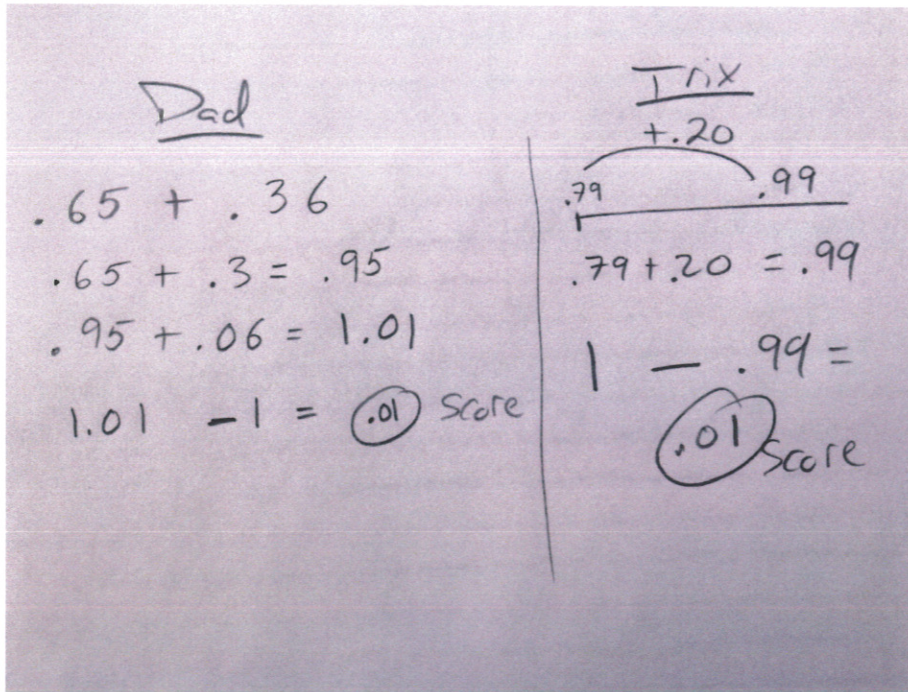 Dad
.65 + .36
.65 + .3 = .95
.95 + .06 = 1.01
1.01 - 1 = .01 Score
Trix
+.20
.79 .99
.79 + .20 = .99
1 - .99 =
.01 Score